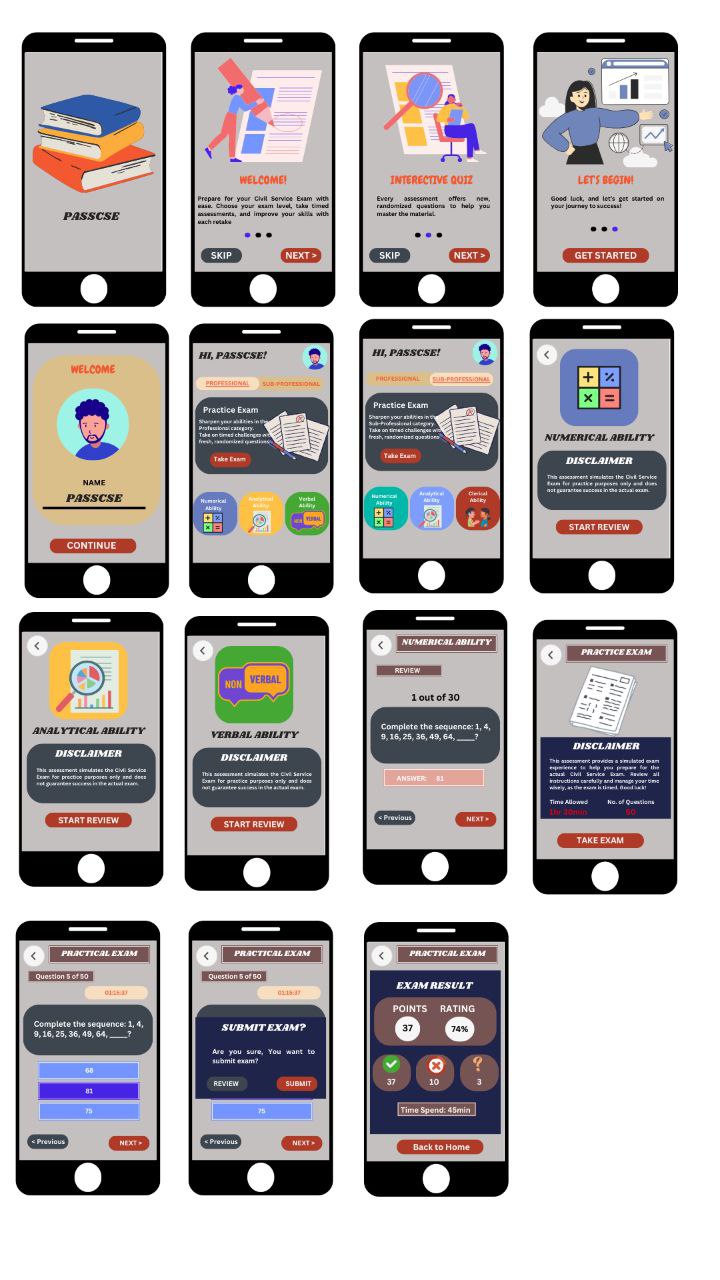 PASSCSE
WELCOME!
Prepare for your Civil Service Exam with
ease. Choose your exam level, take timed
assessments, and improve your skills with
each retake
SKIP
NEXT >
INTERECTIVE QUIZ
Every assessment offers new,
randomized questions to help you
master the material.
SKIP
NEXT >
LET'S BEGIN!
Good luck, and let's get started on
your journey to success!
GET STARTED
WELCOME
NAME
PASSCSE
CONTINUE
HI, PASSCSE!
PROFESSIONAL
SUB-PROFESSIONAL
Practice Exam
Sharpen your abilities in the
Professional category.
Take on timed challenges with
fresh, randomized questions
Take Exam
Numerical
Ability
Analytical
Ability
Verbal
Ability
NON
VERBAL
HI, PASSCSE!
PROFESSIONAL
SUB-PROFESSIONAL
Practice Exam
Sharpen your abilities in the
Sub-Professional category.
Take on timed challenges with
fresh, randomized questions
Take Exam
Numerical
Ability
Analytical
Ability
Clerical
Ability
NUMERICAL ABILITY
DISCLAIMER
This assessment simulates the Civil Service
Exam for practice purposes only and does
not guarantee success in the actual exam.
START REVIEW
ANALYTICAL ABILITY
DISCLAIMER
This assessment simulates the Civil Service
Exam for practice purposes only and does
not guarantee success in the actual exam.
START REVIEW
NON
VERBAL
VERBAL ABILITY
DISCLAIMER
This assessment simulates the Civil Service
Exam for practice purposes only and does
not guarantee success in the actual exam.
START REVIEW
NUMERICAL ABILITY
REVIEW
1 out of 30
Complete the sequence: 1, 4,
9, 16, 25, 36, 49, 64, ____?
ANSWER: 81
< Previous
NEXT >
PRACTICE EXAM
DISCLAIMER
This assessment provides a simulated exam
experience to help you prepare for the
actual Civil Service Exam. Review all
instructions carefully and manage your time
wisely, as the exam is timed. Good luck!
Time Allowed
No. of Questions
1hr 30min
50
TAKE EXAM
PRACTICAL EXAM
Question 5 of 50
01:15:37
Complete the sequence: 1, 4,
9, 16, 25, 36, 49, 64, ____?
68
81
75
< Previous
NEXT >
PRACTICAL EXAM
Question 5 of 50
01:15:37
SUBMIT EXAM?
Are you sure, You want to
submit exam?
REVIEW
SUBMIT
75
< Previous
NEXT >
PRACTICAL EXAM
EXAM RESULT
POINTS
RATING
37
74%
37
10
3
Time Spend: 45min
Back to Home